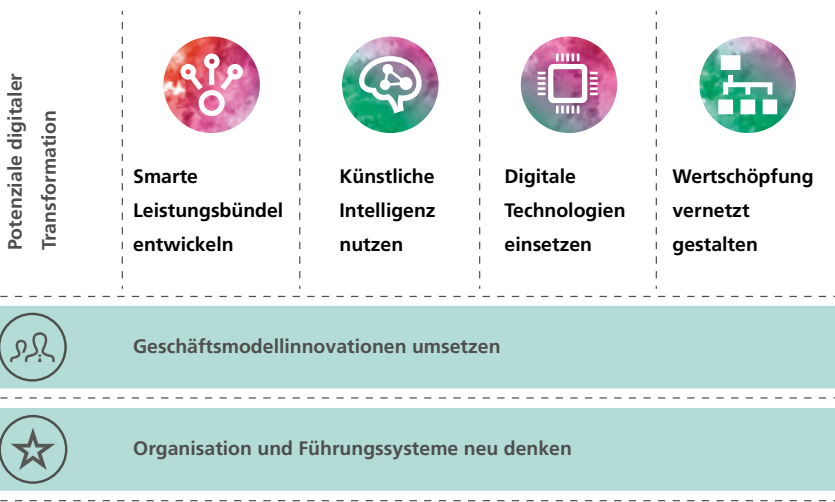 Potenziale digitaler
Transformation
Smarte
Leistungsbündel
entwickeln
Künstliche
Intelligenz
nutzen
Digitale
Technologien
einsetzen
Wertschöpfung
vernetzt
gestalten
Geschäftsmodellinnovationen umsetzen
Organisation und Führungssysteme neu denken